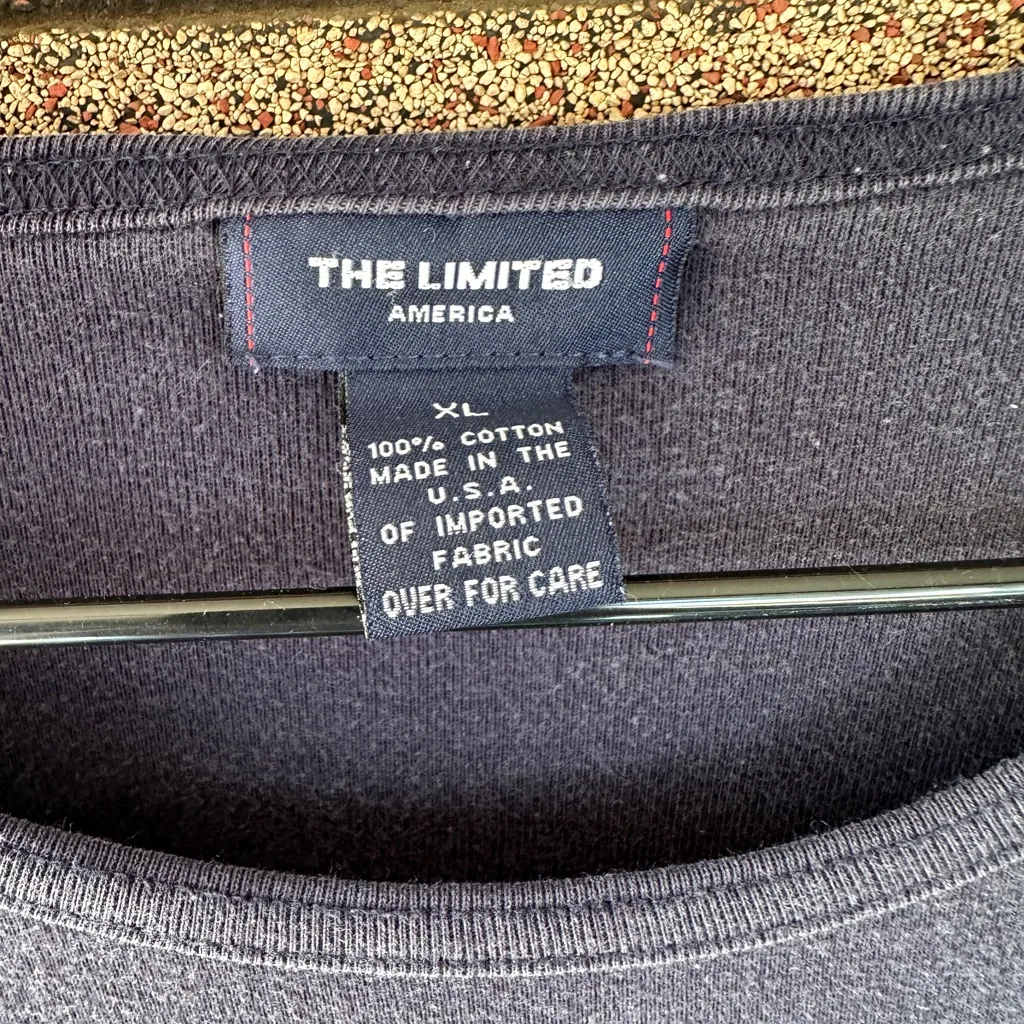 THE LIMITED
AMERICA
XL
100% COTTON
MADE IN THE
U.S.A.
OF IMPORTED
FABRIC
OVER FOR CARE